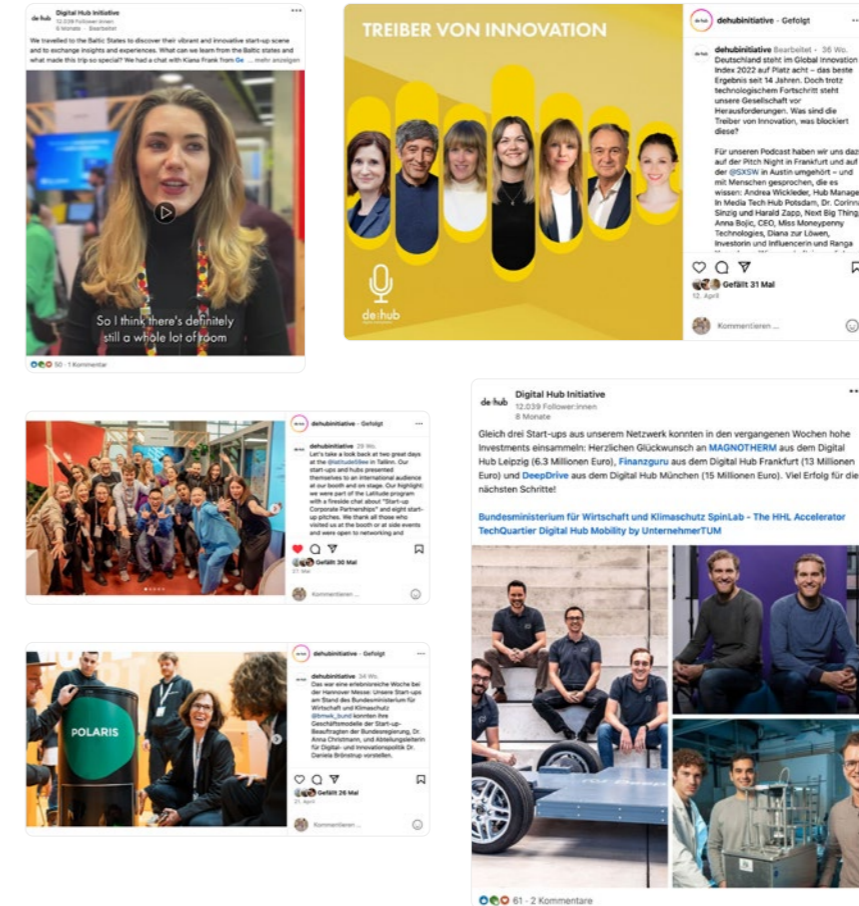 de:hub
Digital Hub Initiative
12.039 Follower:innen
8 Monate · Bearbeitet
We travelled to the Baltic States to discover their vibrant and innovative start-up scene
and to exchange insights and experiences. What can we learn from the Baltic states and
what made this trip so special? We had a chat with Kiana Frank from Ge ... mehr anzeigen
So I think there's definitely
still a whole lot of room
50 · 1 Kommentar
TREIBER VON INNOVATION
de:hub
dehubinitiative · Gefolgt
dehubinitiative Bearbeitet · 36 Wo.
Deutschland steht im Global Innovation
Index 2022 auf Platz acht – das beste
Ergebnis seit 14 Jahren. Doch trotz
technologischem Fortschritt steht
unsere Gesellschaft vor
Herausforderungen. Was sind die
Treiber von Innovation, was blockiert
diese?
Für unseren Podcast haben wir uns daz
auf der Pitch Night in Frankfurt und auf
der @SXSW in Austin umgehört – und
mit Menschen gesprochen, die es
wissen: Andrea Wickleder, Hub Manage
In Media Tech Hub Potsdam, Dr. Corinn
Sinzig und Harald Zapp, Next Big Thing
Anna Bojic, CEO, Miss Moneypenny
Technologies, Diana zur Löwen,
Investorin und Influencerin und Ranga
Gefällt 31 Mal
12. April
Kommentieren ...
dehubinitiative · Gefolgt
dehubinitiative 29 Wo.
Let's take a look back at two great days
at the @latitude59ee in Tallinn. Our
start-ups and hubs presented
themselves to an international audience
at our booth and on stage. Our highlight:
we were part of the Latitude program
with a fireside chat about "Start-up
Corporate Partnerships" and eight start-
up pitches. We thank all those who
visited us at the booth or at side events
and were open to networking and
Gefällt 30 Mal
27. Mai
Kommentieren ...
POLARIS
dehubinitiative · Gefolgt
dehubinitiative 34 Wo.
Das war eine erlebnisreiche Woche bei
der Hannover Messe: Unsere Start-ups
am Stand des Bundesministerium für
Wirtschaft und Klimaschutz
@bmwk_bund konnten ihre
Geschäftsmodelle der Start-up-
Beauftragten der Bundesregierung, Dr.
Anna Christmann, und Abteilungsleiterin
für Digital- und Innovationspolitik Dr.
Daniela Brönstrup vorstellen.
Gefällt 26 Mal
21. April
Kommentieren ...
de:hub
Digital Hub Initiative
12.039 Follower:innen
8 Monate
Gleich drei Start-ups aus unserem Netzwerk konnten in den vergangenen Wochen hohe
Investments einsammeln: Herzlichen Glückwunsch an MAGNOTHERM aus dem Digital
Hub Leipzig (6.3 Millionen Euro), Finanzguru aus dem Digital Hub Frankfurt (13 Millionen
Euro) und DeepDrive aus dem Digital Hub München (15 Millionen Euro). Viel Erfolg für die
nächsten Schritte!
Bundesministerium für Wirtschaft und Klimaschutz SpinLab - The HHL Accelerator
TechQuartier Digital Hub Mobility by UnternehmerTUM
61 · 2 Kommentare